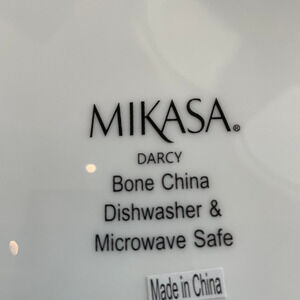 MIKASA®
DARCY
Bone China
Dishwasher &
Microwave Safe
Made in China